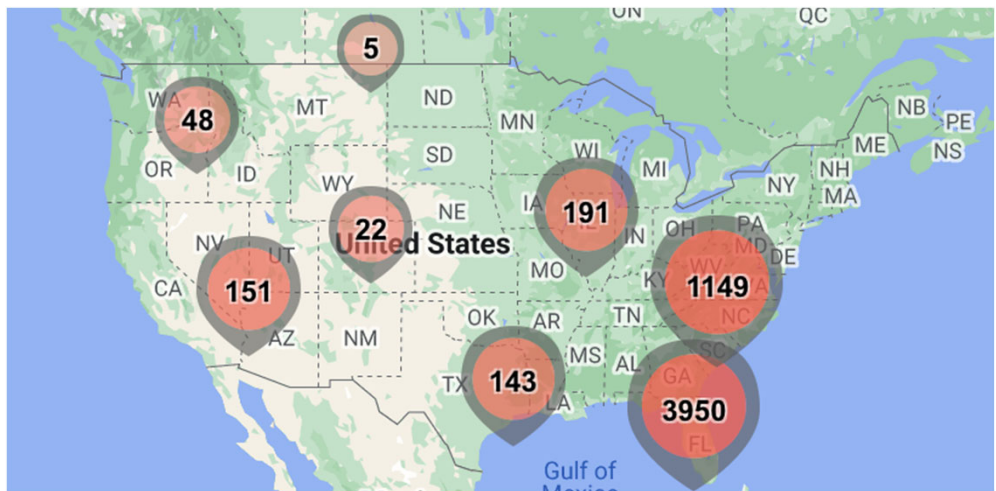 ON
QC
5
WA
48
MT
ND
MN
NB
PE
OR
ID
SD
WI
MI
ME
NS
NH
NY
MA
WY
22
NE
IA
191
IL
IN
OH
PA
MD
DE
NV
UT
United States
CA
151
MO
KY
WV
1149
VA
NC
AZ
NM
OK
AR
TN
SC
TX
143
LA
MS
AL
GA
3950
FL
Gulf of
Mexico